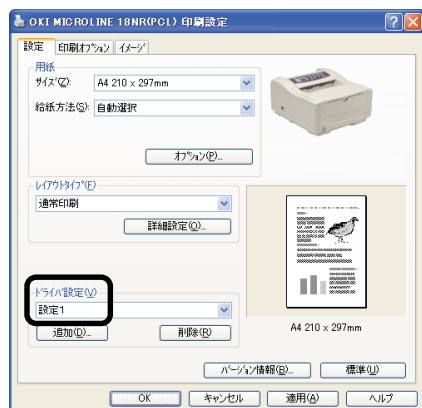 OKI MICROLINE 18NR(PCL) 印刷設定
設定 印刷ｵﾌﾟｼｮﾝ ｲﾒｰｼﾞ
用紙
ｻｲｽﾞ(Z): A4 210 x 297mm
給紙方法(S): 自動選択
ｵﾌﾟｼｮﾝ(P)...
ﾚｲｱｳﾄﾀｲﾌﾟ(E)
通常印刷
詳細設定(Q)...
ﾄﾞﾗｲﾊﾞ設定(V)
設定1
追加(D)... 削除(R)
A4 210 x 297mm
ﾊﾞｰｼﾞｮﾝ情報(B)... 標準(U)
OK ｷｬﾝｾﾙ 適用(A) ヘルプ